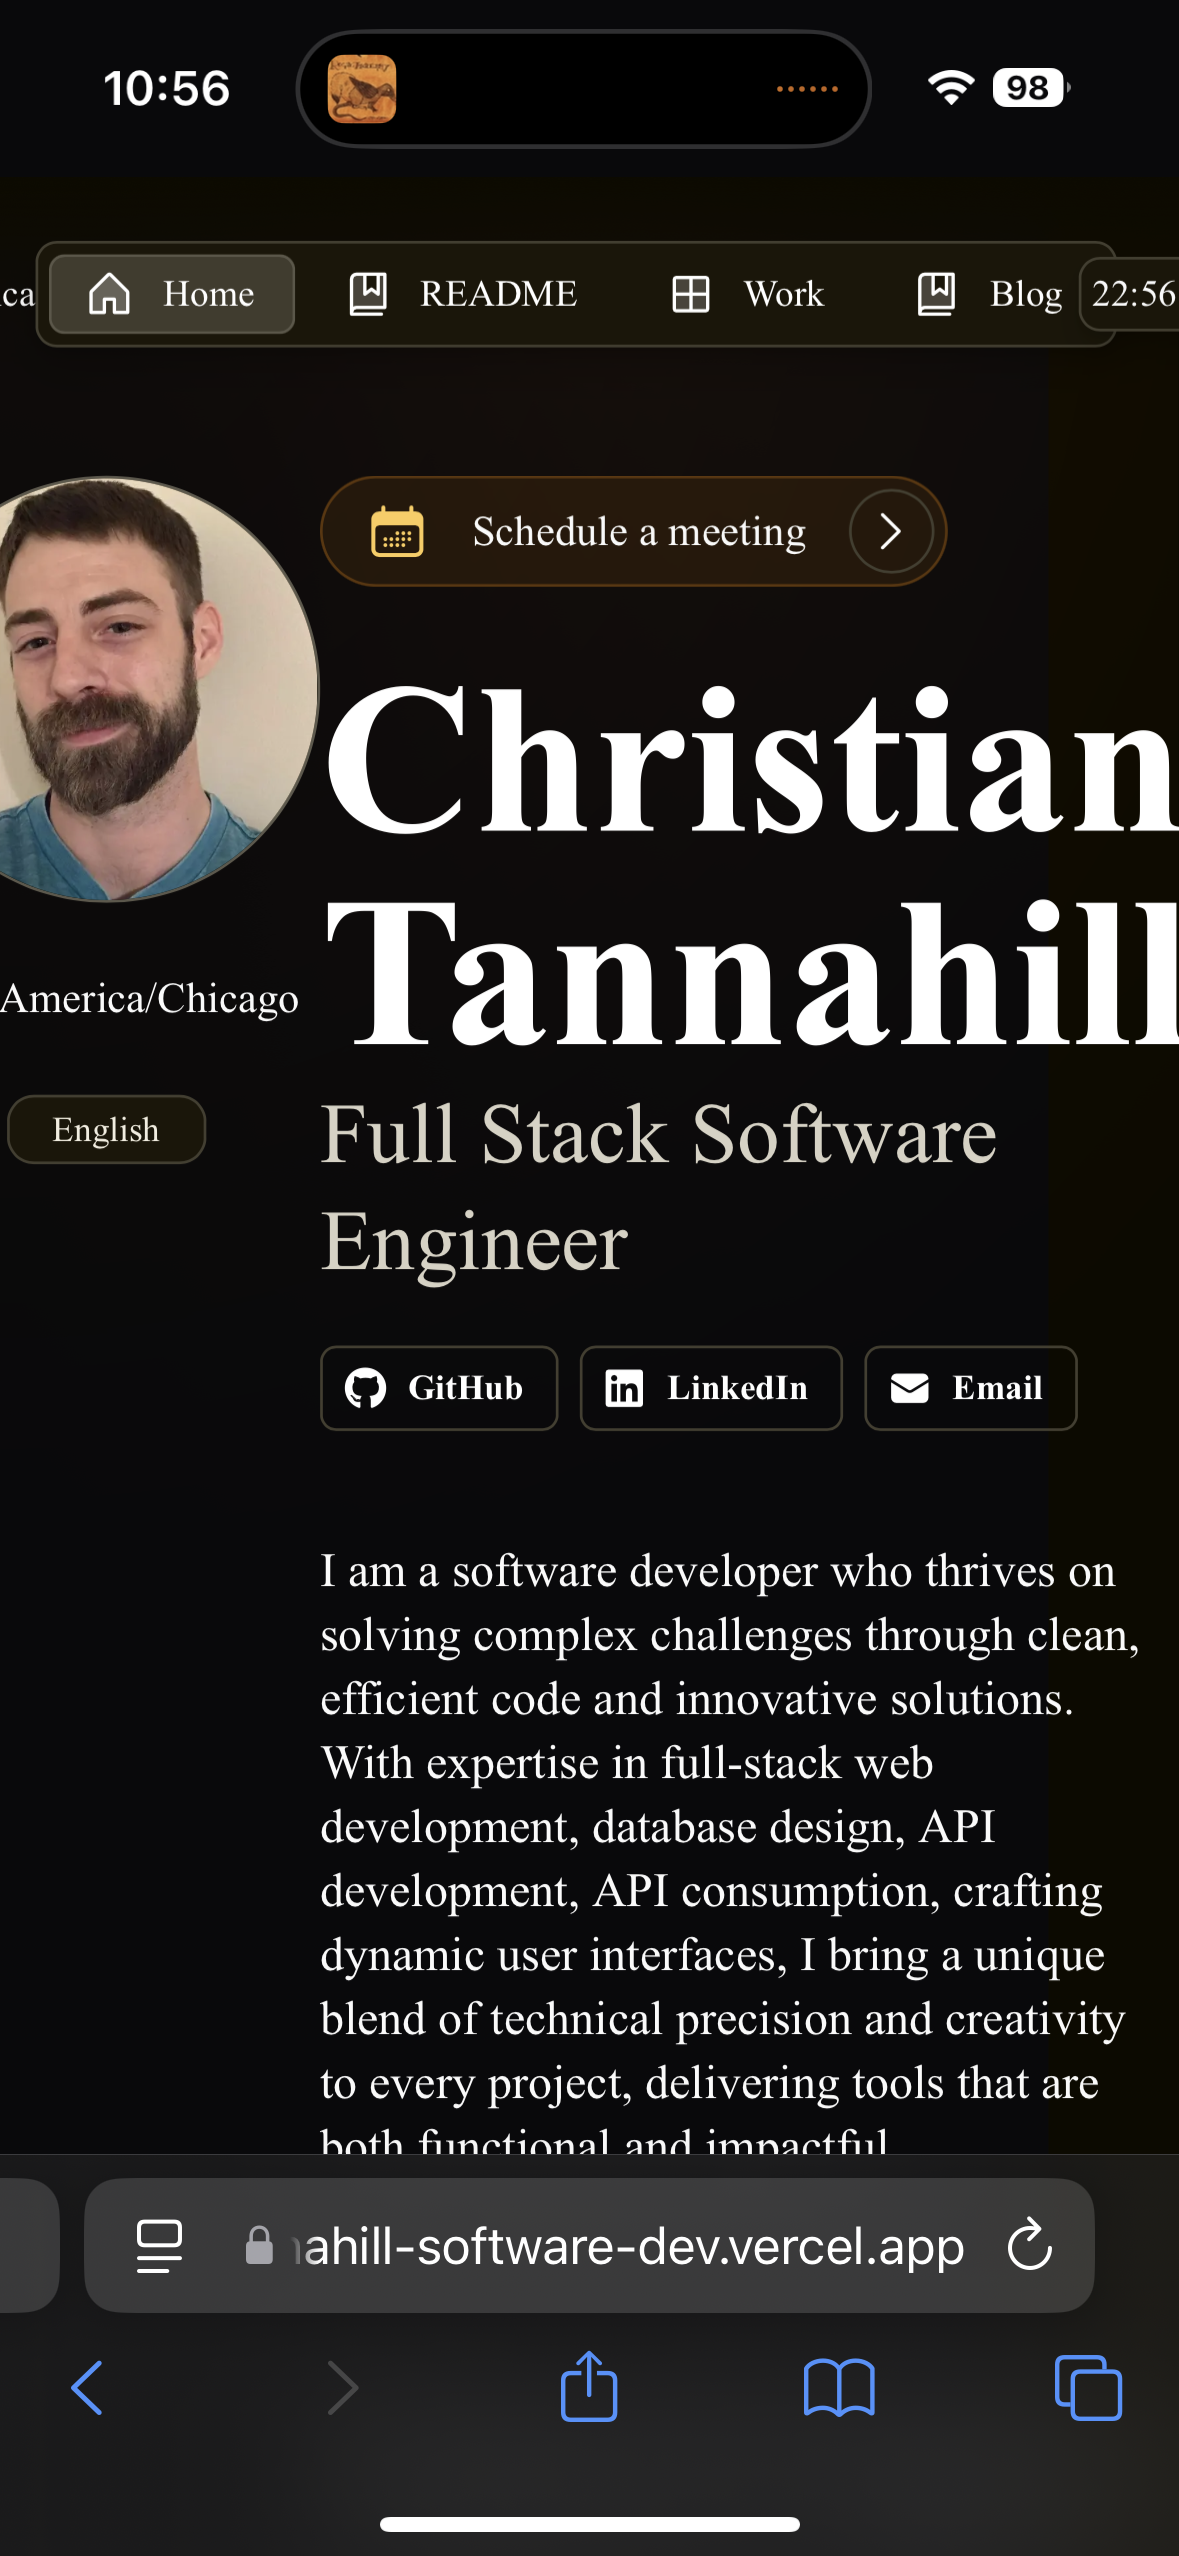 10:56
98
ca
Home
README
Work
Blog
22:56
Schedule a meeting
Christian
Tannahill
America/Chicago
English
Full Stack Software
Engineer
GitHub
LinkedIn
Email
I am a software developer who thrives on
solving complex challenges through clean,
efficient code and innovative solutions.
With expertise in full-stack web
development, database design, API
development, API consumption, crafting
dynamic user interfaces, I bring a unique
blend of technical precision and creativity
to every project, delivering tools that are
both functional and impactful
ahill-software-dev.vercel.app